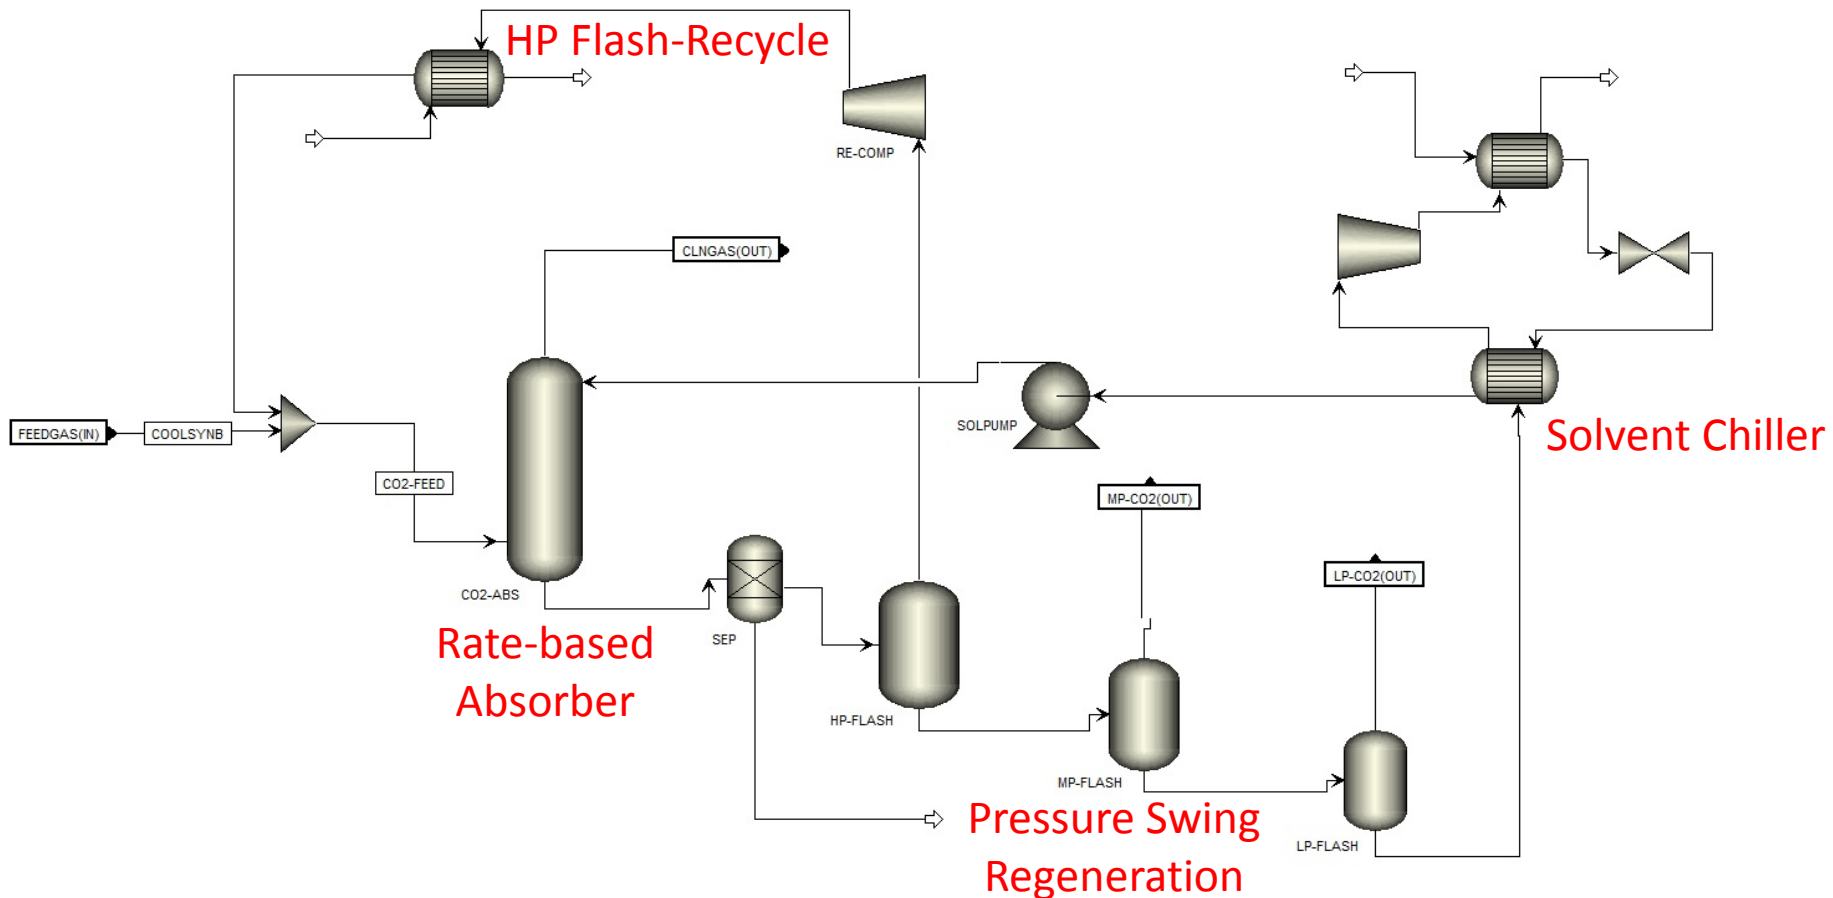 HP Flash-Recycle
RE-COMP
CLNGAS(OUT)
FEEDGAS(IN)
COOLSYNB
CO2-FEED
SOLPUMP
Solvent Chiller
MP-CO2(OUT)
LP-CO2(OUT)
CO2-ABS
SEP
Rate-based
Absorber
HP-FLASH
MP-FLASH
LP-FLASH
Pressure Swing
Regeneration